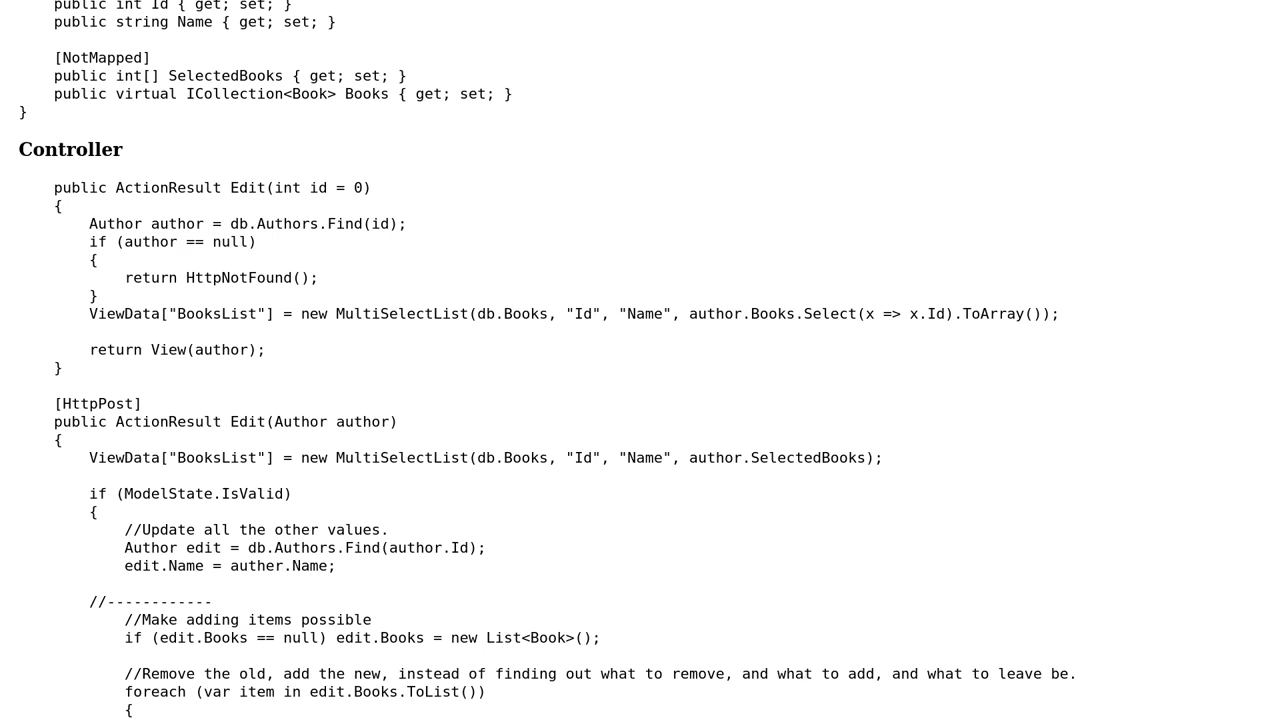 public int Id { get; set; }
public string Name { get; set; }
[NotMapped]
public int[] SelectedBooks { get; set; }
public virtual ICollection<Book> Books { get; set; }
}
Controller
public ActionResult Edit(int id = 0)
{
Author author = db.Authors.Find(id);
if (author == null)
{
return HttpNotFound();
}
ViewData["BooksList"] = new MultiSelectList(db.Books, "Id", "Name", author.Books.Select(x => x.Id).ToArray());
return View(author);
}
[HttpPost]
public ActionResult Edit(Author author)
{
ViewData["BooksList"] = new MultiSelectList(db.Books, "Id", "Name", author.SelectedBooks);
if (ModelState.IsValid)
{
//Update all the other values.
Author edit = db.Authors.Find(author.Id);
edit.Name = auther.Name;
//------------
//Make adding items possible
if (edit.Books == null) edit.Books = new List<Book>();
//Remove the old, add the new, instead of finding out what to remove, and what to add, and what to leave be.
foreach (var item in edit.Books.ToList())
{